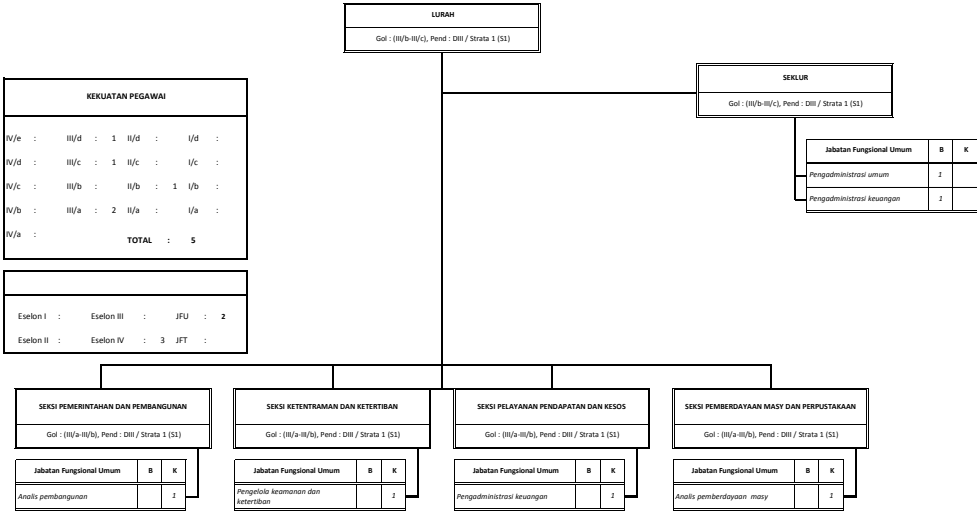 LURAH
Gol : (III/b-III/c), Pend : DIII / Strata 1 (S1)
SEKLUR
Gol : (III/b-III/c), Pend : DIII / Strata 1 (S1)
Jabatan Fungsional Umum B K
Pengadministrasi umum 1
Pengadministrasi keuangan 1
KEKUATAN PEGAWAI
IV/e : III/d : 1 II/d : I/d :
IV/d : III/c : 1 II/c : I/c :
IV/c : III/b : II/b : 1 I/b :
IV/b : III/a : 2 II/a : I/a :
IV/a : TOTAL : 5
Eselon I : Eselon III : JFU : 2
Eselon II : Eselon IV : 3 JFT :
SEKSI PEMERINTAHAN DAN PEMBANGUNAN
Gol : (III/a-III/b), Pend : DIII / Strata 1 (S1)
Jabatan Fungsional Umum B K
Analis pembangunan 1
SEKSI KETENTRAMAN DAN KETERTIBAN
Gol : (III/a-III/b), Pend : DIII / Strata 1 (S1)
Jabatan Fungsional Umum B K
Pengelola keamanan dan
ketertiban 1
SEKSI PELAYANAN PENDAPATAN DAN KESOS
Gol : (III/a-III/b), Pend : DIII / Strata 1 (S1)
Jabatan Fungsional Umum B K
Pengadministrasi keuangan 1
SEKSI PEMBERDAYAAN MASY DAN PERPUSTAKAAN
Gol : (III/a-III/b), Pend : DIII / Strata 1 (S1)
Jabatan Fungsional Umum B K
Analis pemberdayaan masy 1